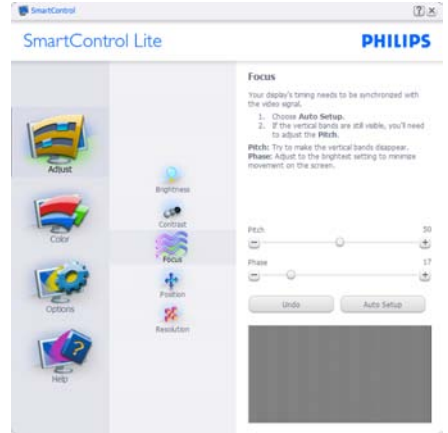 SmartControl
SmartControl Lite
PHILIPS
Adjust
Color
Options
Help
Brightness
Contrast
Focus
Position
Resolution
Focus
Your display's timing needs to be synchronized with
the video signal.
1. Choose Auto Setup.
2. If the vertical bands are still visible, you'll need
to adjust the Pitch.
Pitch: Try to make the vertical bands disappear.
Phase: Adjust to the brightest setting to minimize
movement on the screen.
Pitch 50
Phase 17
Undo
Auto Setup